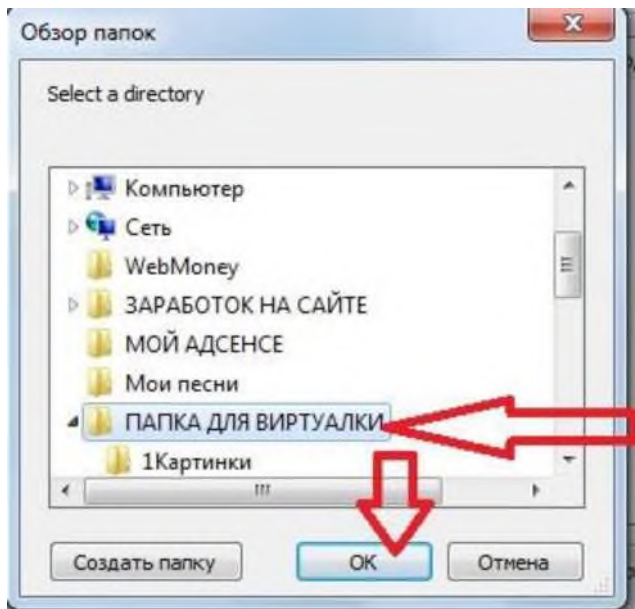 Обзор папок
Select a directory
Компьютер
Сеть
WebMoney
ЗАРАБОТОК НА САЙТЕ
МОЙ АДСЕНСЕ
Мои песни
ПАПКА ДЛЯ ВИРТУАЛКИ
1Картинки
Создать папку ОК Отмена